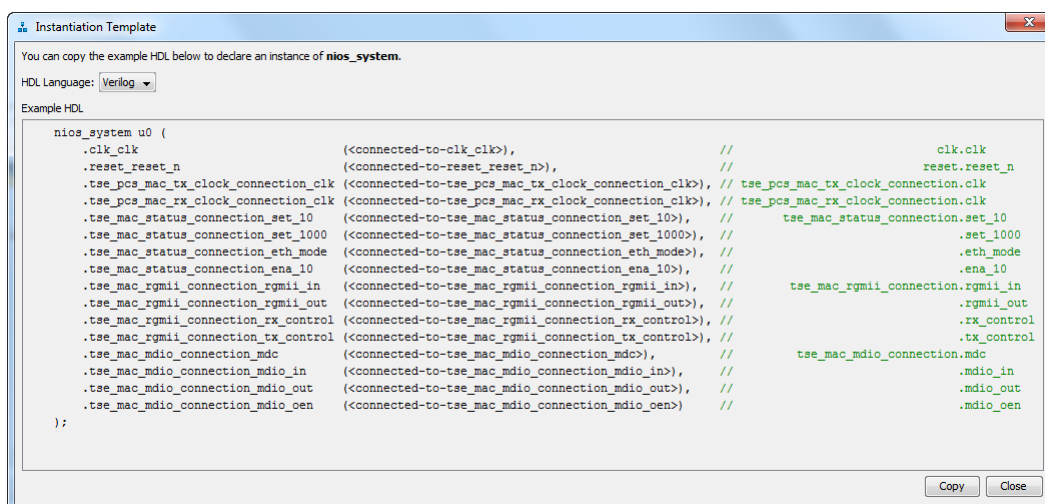 Instantiation Template
You can copy the example HDL below to declare an instance of nios_system.
HDL Language: Verilog
Example HDL
nios_system u0 (
.clk_clk (<connected-to-clk_clk>), // clk.clk
.reset_reset_n (<connected-to-reset_reset_n>), // reset.reset_n
.tse_pcs_mac_tx_clock_connection_clk (<connected-to-tse_pcs_mac_tx_clock_connection_clk>), // tse_pcs_mac_tx_clock_connection.clk
.tse_pcs_mac_rx_clock_connection_clk (<connected-to-tse_pcs_mac_rx_clock_connection_clk>), // tse_pcs_mac_rx_clock_connection.clk
.tse_mac_status_connection_set_10 (<connected-to-tse_mac_status_connection_set_10>), // tse_mac_status_connection.set_10
.tse_mac_status_connection_set_1000 (<connected-to-tse_mac_status_connection_set_1000>), // .set_1000
.tse_mac_status_connection_eth_mode (<connected-to-tse_mac_status_connection_eth_mode>), // .eth_mode
.tse_mac_status_connection_ena_10 (<connected-to-tse_mac_status_connection_ena_10>), // .ena_10
.tse_mac_rgmii_connection_rgmii_in (<connected-to-tse_mac_rgmii_connection_rgmii_in>), // tse_mac_rgmii_connection.rgmii_in
.tse_mac_rgmii_connection_rgmii_out (<connected-to-tse_mac_rgmii_connection_rgmii_out>), // .rgmii_out
.tse_mac_rgmii_connection_rx_control (<connected-to-tse_mac_rgmii_connection_rx_control>), // .rx_control
.tse_mac_rgmii_connection_tx_control (<connected-to-tse_mac_rgmii_connection_tx_control>), // .tx_control
.tse_mac_mdio_connection_mdc (<connected-to-tse_mac_mdio_connection_mdc>), // tse_mac_mdio_connection.mdc
.tse_mac_mdio_connection_mdio_in (<connected-to-tse_mac_mdio_connection_mdio_in>), // .mdio_in
.tse_mac_mdio_connection_mdio_out (<connected-to-tse_mac_mdio_connection_mdio_out>), // .mdio_out
.tse_mac_mdio_connection_mdio_oen (<connected-to-tse_mac_mdio_connection_mdio_oen>) // .mdio_oen
);
Copy Close